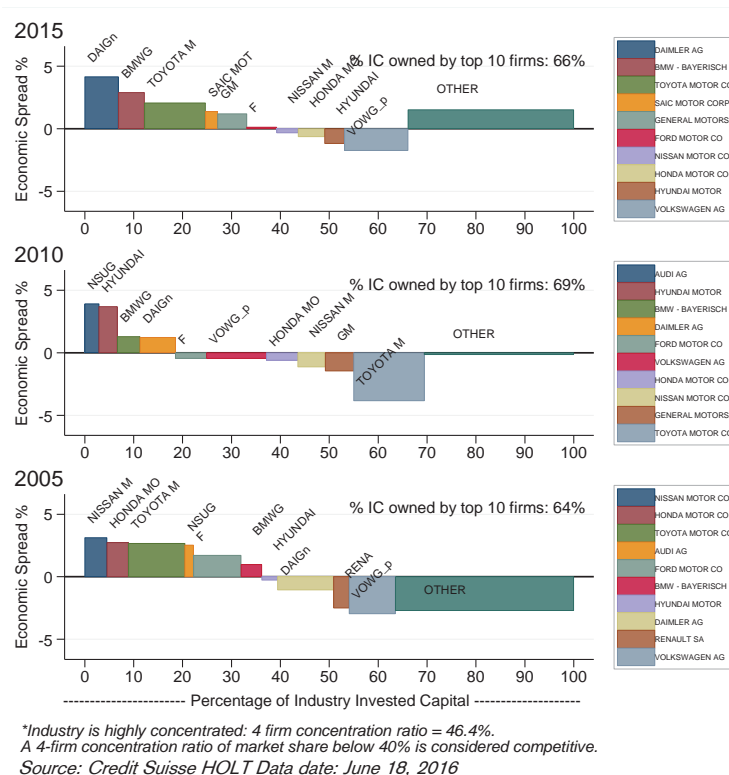 2015
Economic Spread %
5
0
-5
DAIGn
BMWG
TOYOTA M
SAIC MOT
GM
F
NISSAN M
HONDA MO
HYUNDAI
VOWG_p
OTHER
% IC owned by top 10 firms: 66%
0 10 20 30 40 50 60 70 80 90 100
DAIMLER AG
BMW - BAYERISCH
TOYOTA MOTOR CO
SAIC MOTOR CORP
GENERAL MOTORS
FORD MOTOR CO
NISSAN MOTOR CO
HONDA MOTOR CO
HYUNDAI MOTOR
VOLKSWAGEN AG
2010
Economic Spread %
5
0
-5
NSUG
HYUNDAI
BMWG
DAIGn
F
VOWG_p
HONDA MO
NISSAN M
GM
TOYOTA M
OTHER
% IC owned by top 10 firms: 69%
0 10 20 30 40 50 60 70 80 90 100
AUDI AG
HYUNDAI MOTOR
BMW - BAYERISCH
DAIMLER AG
FORD MOTOR CO
VOLKSWAGEN AG
HONDA MOTOR CO
NISSAN MOTOR CO
GENERAL MOTORS
TOYOTA MOTOR CO
2005
Economic Spread %
5
0
-5
NISSAN M
HONDA MO
TOYOTA M
NSUG
F
BMWG
HYUNDAI
DAIGn
RENA
VOWG_p
OTHER
% IC owned by top 10 firms: 64%
0 10 20 30 40 50 60 70 80 90 100
NISSAN MOTOR CO
HONDA MOTOR CO
TOYOTA MOTOR CO
AUDI AG
FORD MOTOR CO
BMW - BAYERISCH
HYUNDAI MOTOR
DAIMLER AG
RENAULT SA
VOLKSWAGEN AG
----------------------- Percentage of Industry Invested Capital --------------------
*Industry is highly concentrated: 4 firm concentration ratio = 46.4%.
A 4-firm concentration ratio of market share below 40% is considered competitive.
Source: Credit Suisse HOLT Data date: June 18, 2016